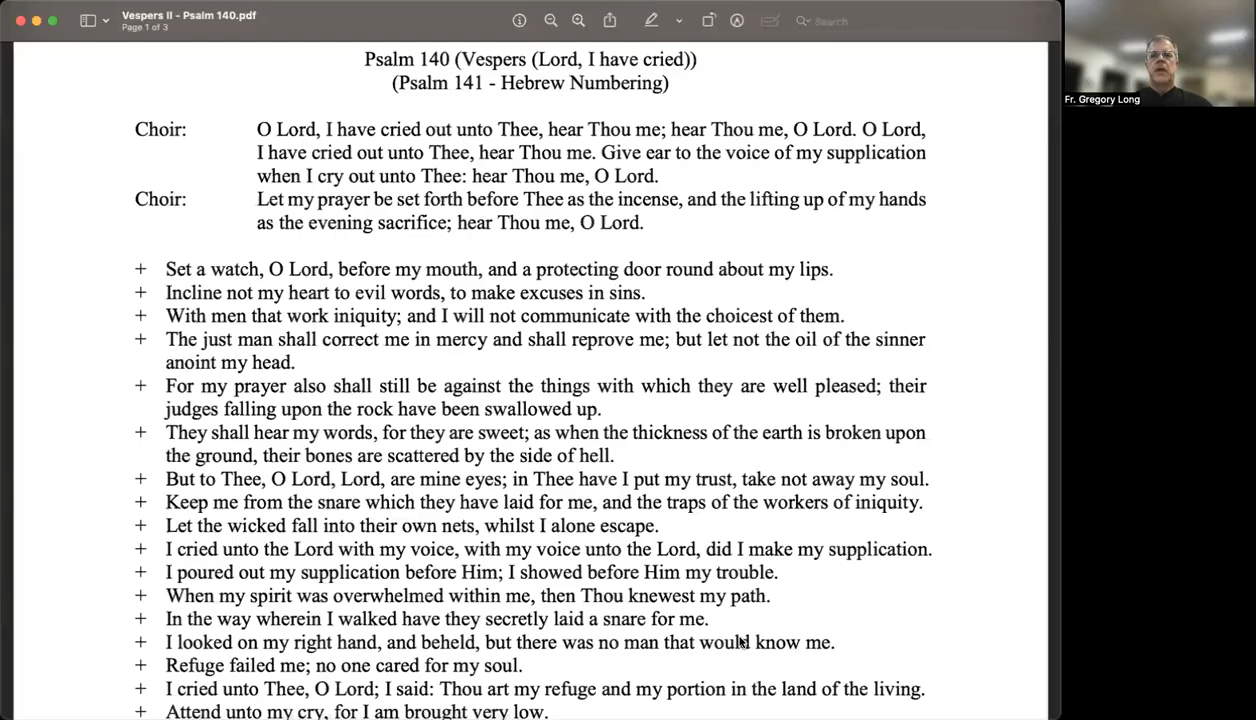 Vespers II - Psalm 140.pdf
Page 1 of 3
Search
Fr. Gregory Long
Psalm 140 (Vespers (Lord, I have cried))
(Psalm 141 - Hebrew Numbering)
Choir: O Lord, I have cried out unto Thee, hear Thou me; hear Thou me, O Lord. O Lord,
I have cried out unto Thee, hear Thou me. Give ear to the voice of my supplication
when I cry out unto Thee: hear Thou me, O Lord.
Choir: Let my prayer be set forth before Thee as the incense, and the lifting up of my hands
as the evening sacrifice; hear Thou me, O Lord.
+ Set a watch, O Lord, before my mouth, and a protecting door round about my lips.
+ Incline not my heart to evil words, to make excuses in sins.
+ With men that work iniquity; and I will not communicate with the choicest of them.
+ The just man shall correct me in mercy and shall reprove me; but let not the oil of the sinner
anoint my head.
+ For my prayer also shall still be against the things with which they are well pleased; their
judges falling upon the rock have been swallowed up.
+ They shall hear my words, for they are sweet; as when the thickness of the earth is broken upon
the ground, their bones are scattered by the side of hell.
+ But to Thee, O Lord, Lord, are mine eyes; in Thee have I put my trust, take not away my soul.
+ Keep me from the snare which they have laid for me, and the traps of the workers of iniquity.
+ Let the wicked fall into their own nets, whilst I alone escape.
+ I cried unto the Lord with my voice, with my voice unto the Lord, did I make my supplication.
+ I poured out my supplication before Him; I showed before Him my trouble.
+ When my spirit was overwhelmed within me, then Thou knewest my path.
+ In the way wherein I walked have they secretly laid a snare for me.
+ I looked on my right hand, and beheld, but there was no man that would know me.
+ Refuge failed me; no one cared for my soul.
+ I cried unto Thee, O Lord; I said: Thou art my refuge and my portion in the land of the living.
+ Attend unto my cry, for I am brought very low.